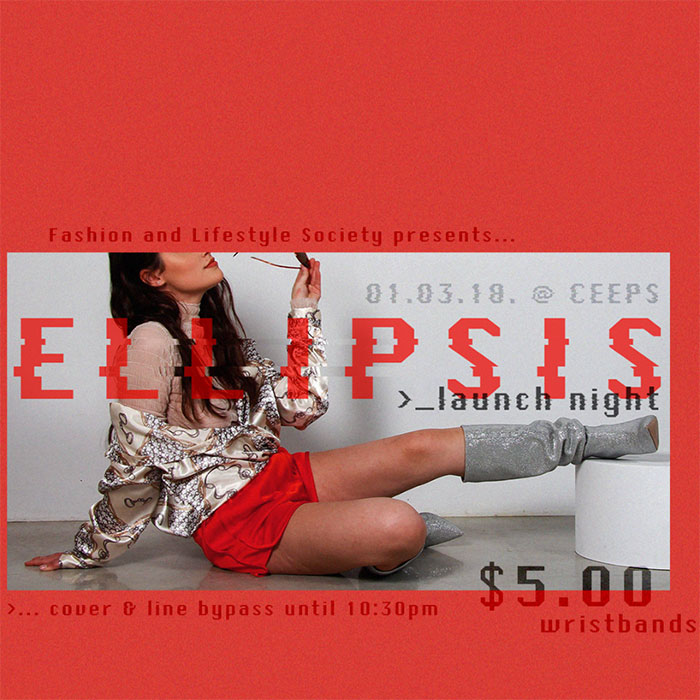 Fashion and Lifestyle Society presents...
01.03.18. @ CEEPS
ELLIPSIS
>_launch night
$5.00
>... cover & line bypass until 10:30pm
wristbands